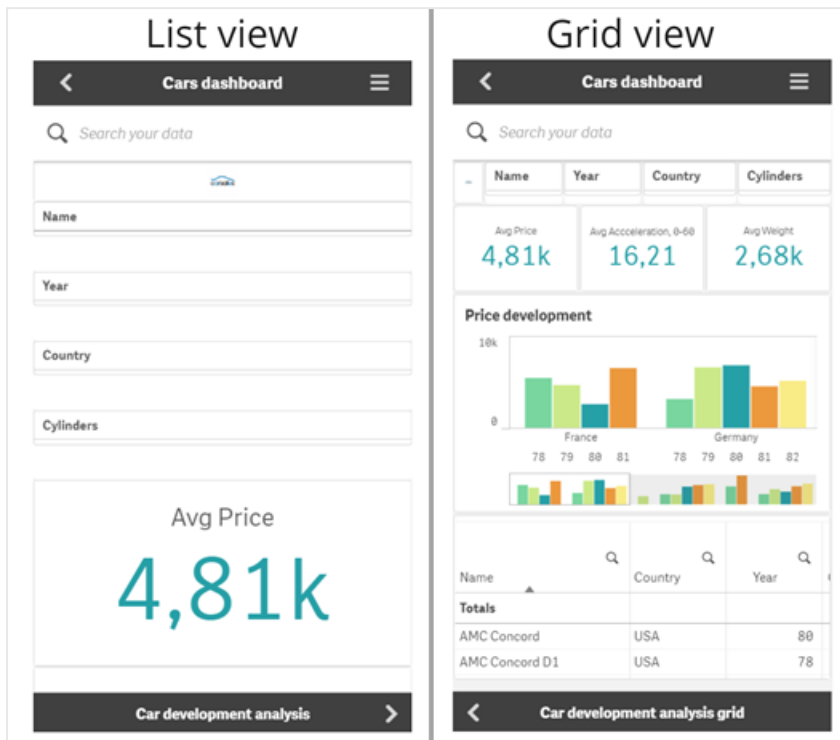 List view
Cars dashboard
Search your data
Name
Year
Country
Cylinders
Avg Price
4,81k
Car development analysis
Grid view
Cars dashboard
Search your data
Name Year Country Cylinders
Avg Price Avg Accceleration, 0-60 Avg Weight
4,81k 16,21 2,68k
Price development
10k
0
France Germany
78 79 80 81 78 79 80 81 82
Name Country Year
Totals
AMC Concord USA 80
AMC Concord D1 USA 78
Car development analysis grid